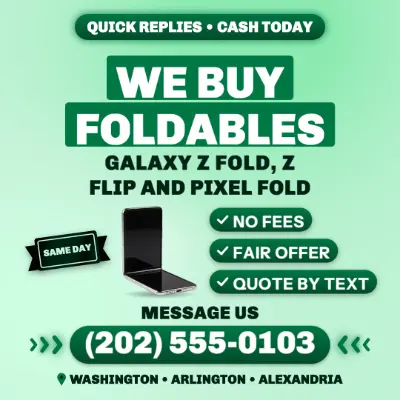 QUICK REPLIES • CASH TODAY
WE BUY
FOLDABLES
GALAXY Z FOLD, Z
FLIP AND PIXEL FOLD
NO FEES
SAME DAY
FAIR OFFER
QUOTE BY TEXT
MESSAGE US
(202) 555-0103
WASHINGTON • ARLINGTON • ALEXANDRIA